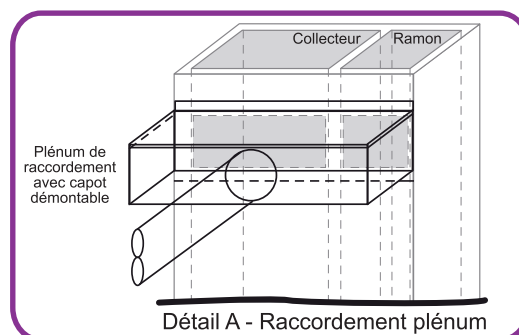 Collecteur Ramon
Plénum de
raccordement
avec capot
démontable
Détail A - Raccordement plénum